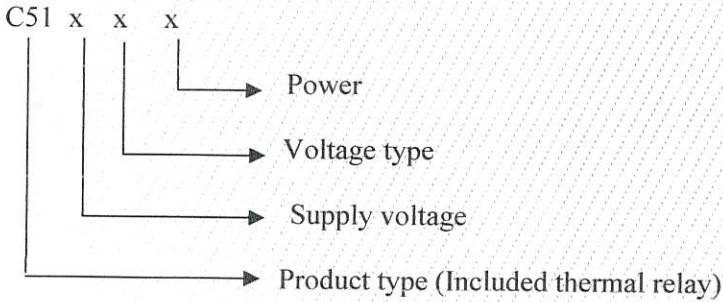 C51 x x x
Power
Voltage type
Supply voltage
Product type (Included thermal relay)